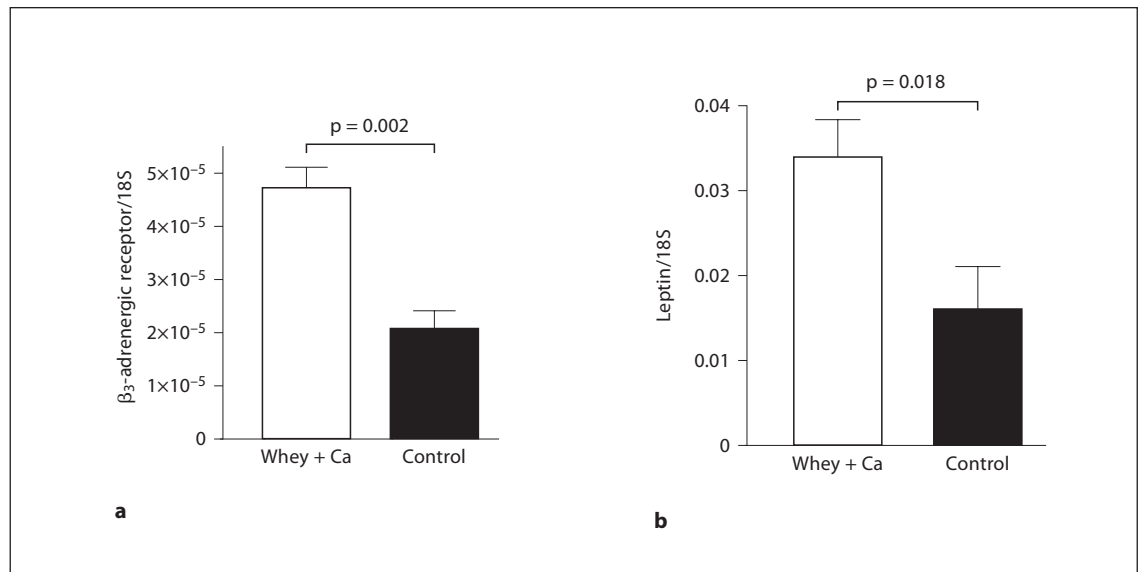 p = 0.002
β₃-adrenergic receptor/18S
5×10⁻⁵
4×10⁻⁵
3×10⁻⁵
2×10⁻⁵
1×10⁻⁵
0
Whey + Ca Control
a
p = 0.018
Leptin/18S
0.04
0.03
0.02
0.01
0
Whey + Ca Control
b